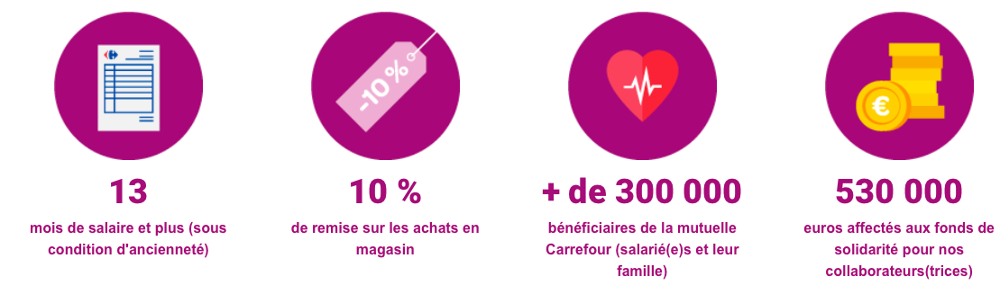 -10 %
€
13
mois de salaire et plus (sous
condition d'ancienneté)
10 %
de remise sur les achats en
magasin
+ de 300 000
bénéficiaires de la mutuelle
Carrefour (salarié(e)s et leur
famille)
530 000
euros affectés aux fonds de
solidarité pour nos
collaborateurs(trices)